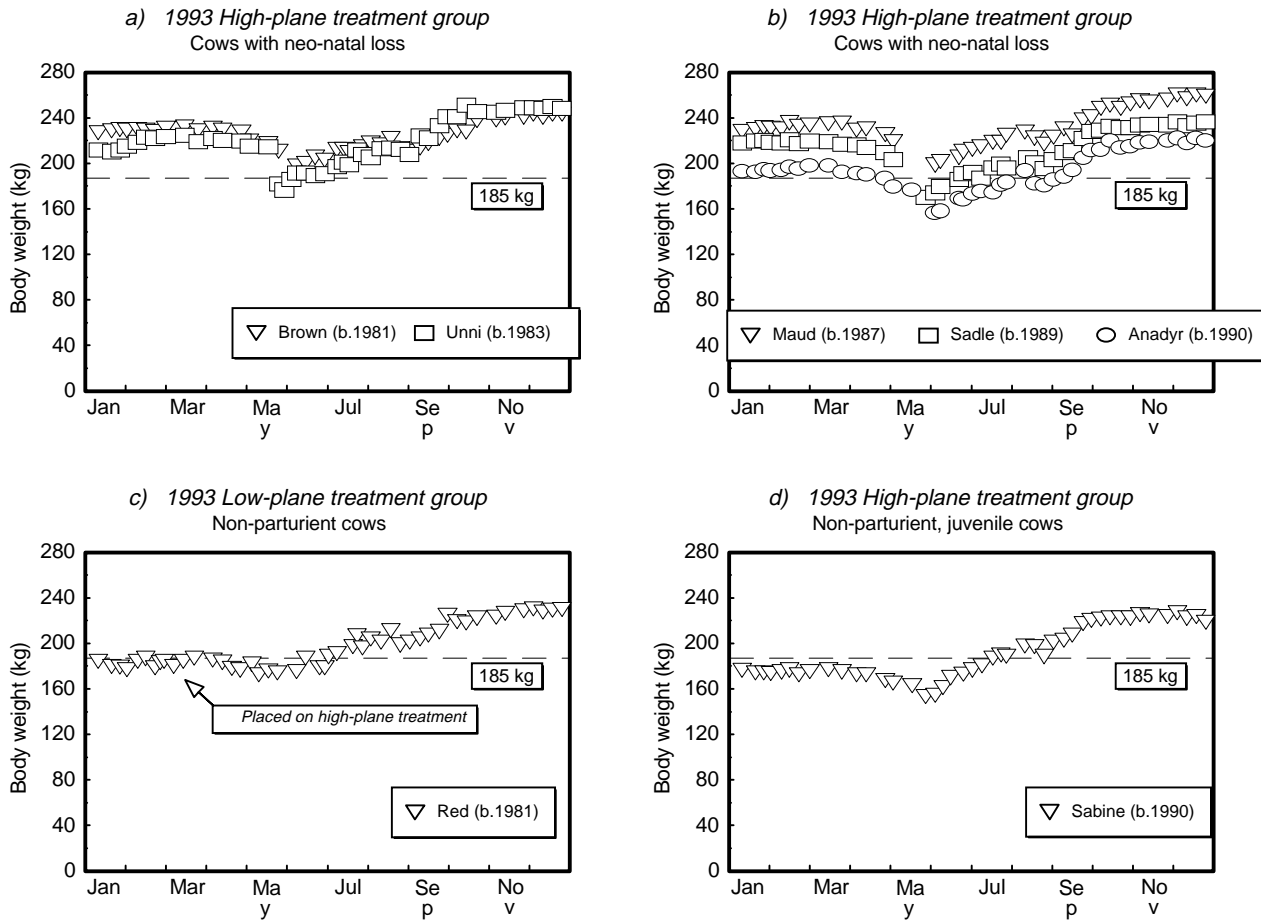 a) 1993 High-plane treatment group
Cows with neo-natal loss
280
240
200
160
120
80
40
0
Body weight (kg)
185 kg
Brown (b.1981) Unni (b.1983)
Jan Mar Ma Jul Se No
y p v
b) 1993 High-plane treatment group
Cows with neo-natal loss
280
240
200
160
120
80
40
0
Body weight (kg)
185 kg
Maud (b.1987) Sadle (b.1989) Anadyr (b.1990)
Jan Mar Ma Jul Se No
y p v
c) 1993 Low-plane treatment group
Non-parturient cows
280
240
200
160
120
80
40
0
Body weight (kg)
185 kg
Placed on high-plane treatment
Red (b.1981)
Jan Mar Ma Jul Se No
y p v
d) 1993 High-plane treatment group
Non-parturient, juvenile cows
280
240
200
160
120
80
40
0
Body weight (kg)
185 kg
Sabine (b.1990)
Jan Mar Ma Jul Se No
y p v